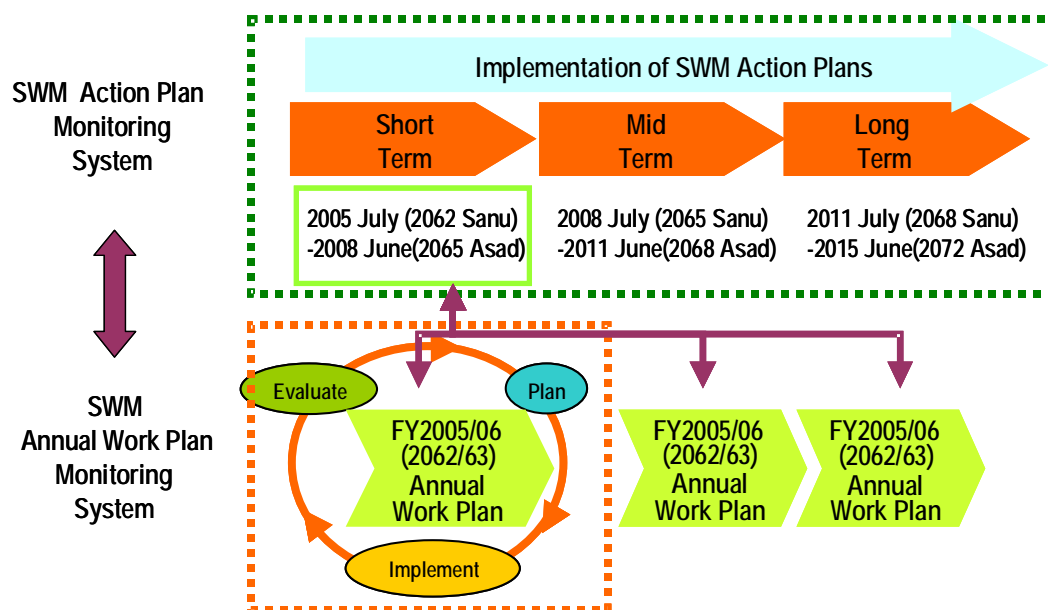 Implementation of SWM Action Plans
SWM Action Plan
Monitoring
System
Short
Term
Mid
Term
Long
Term
2005 July (2062 Sanu)
-2008 June(2065 Asad)
2008 July (2065 Sanu)
-2011 June(2068 Asad)
2011 July (2068 Sanu)
-2015 June(2072 Asad)
SWM
Annual Work Plan
Monitoring
System
Evaluate
Plan
Implement
FY2005/06
(2062/63)
Annual
Work Plan
FY2005/06
(2062/63)
Annual
Work Plan
FY2005/06
(2062/63)
Annual
Work Plan